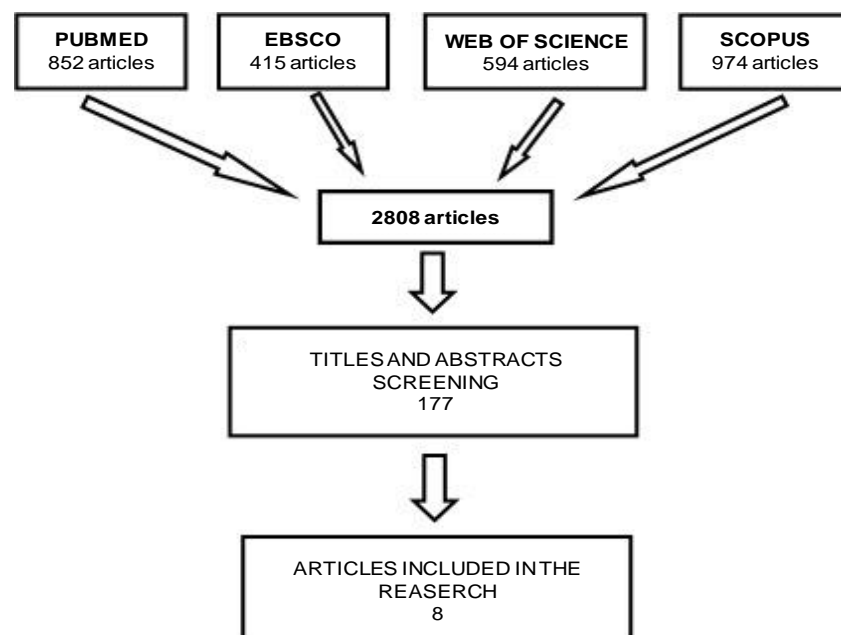 PUBMED
852 articles
EBSCO
415 articles
WEB OF SCIENCE
594 articles
SCOPUS
974 articles
2808 articles
TITLES AND ABSTRACTS
SCREENING
177
ARTICLES INCLUDED IN THE
REASERCH
8